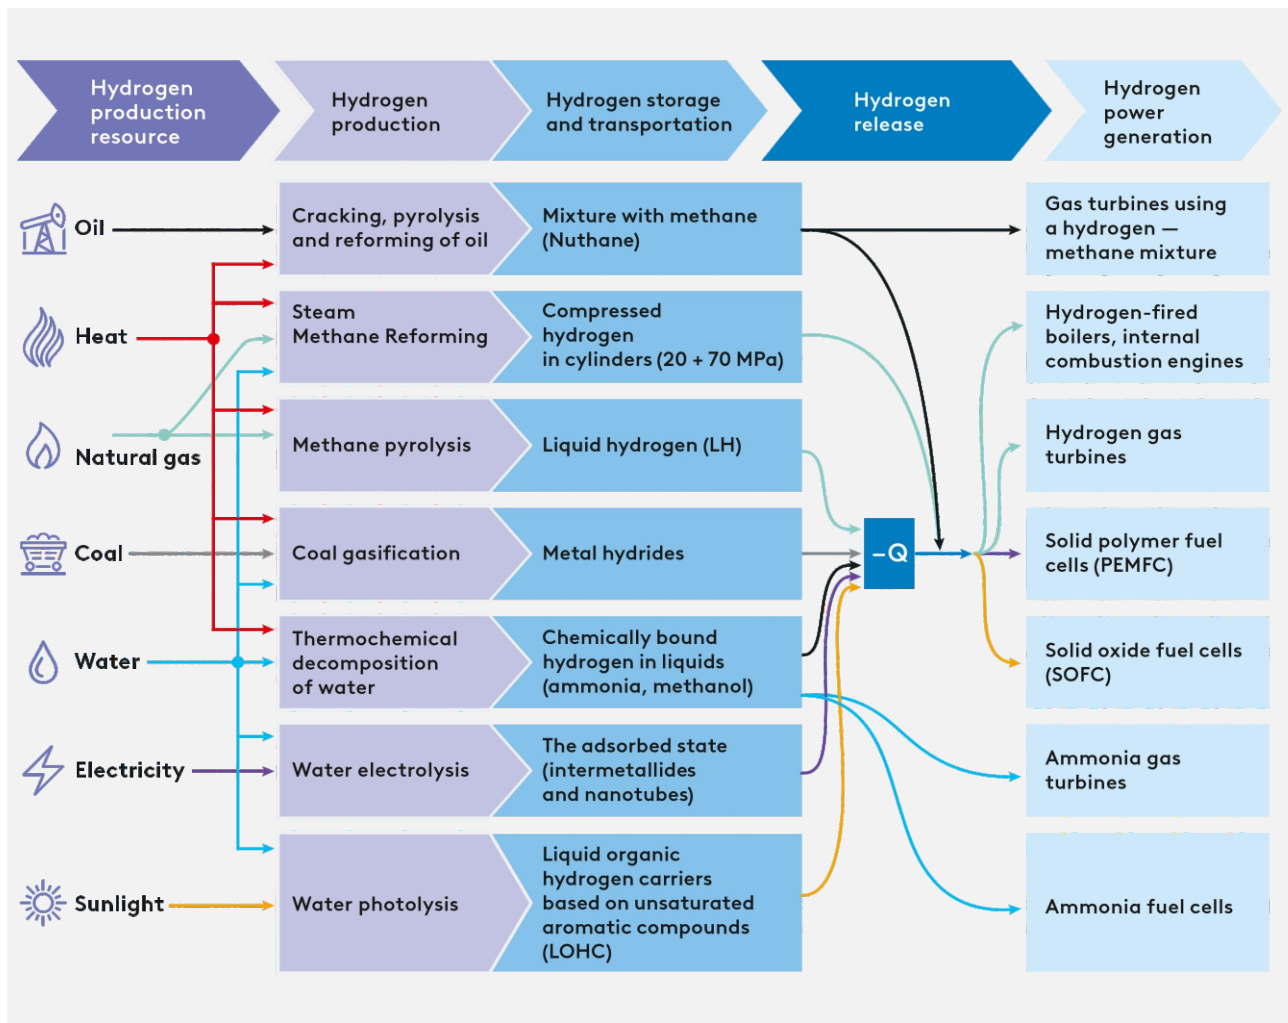 Hydrogen
production
resource
Hydrogen
production
Hydrogen storage
and transportation
Hydrogen
release
Hydrogen
power
generation
Oil
Cracking, pyrolysis
and reforming of oil
Mixture with methane
(Nuthane)
Gas turbines using
a hydrogen —
methane mixture
Heat
Steam
Methane Reforming
Compressed
hydrogen
in cylinders (20 + 70 MPa)
Hydrogen-fired
boilers, internal
combustion engines
Natural gas
Methane pyrolysis
Liquid hydrogen (LH)
Hydrogen gas
turbines
Coal
Coal gasification
Metal hydrides
–Q
Solid polymer fuel
cells (PEMFC)
Water
Thermochemical
decomposition
of water
Chemically bound
hydrogen in liquids
(ammonia, methanol)
Solid oxide fuel cells
(SOFC)
Electricity
Water electrolysis
The adsorbed state
(intermetallides
and nanotubes)
Ammonia gas
turbines
Sunlight
Water photolysis
Liquid organic
hydrogen carriers
based on unsaturated
aromatic compounds
(LOHC)
Ammonia fuel cells